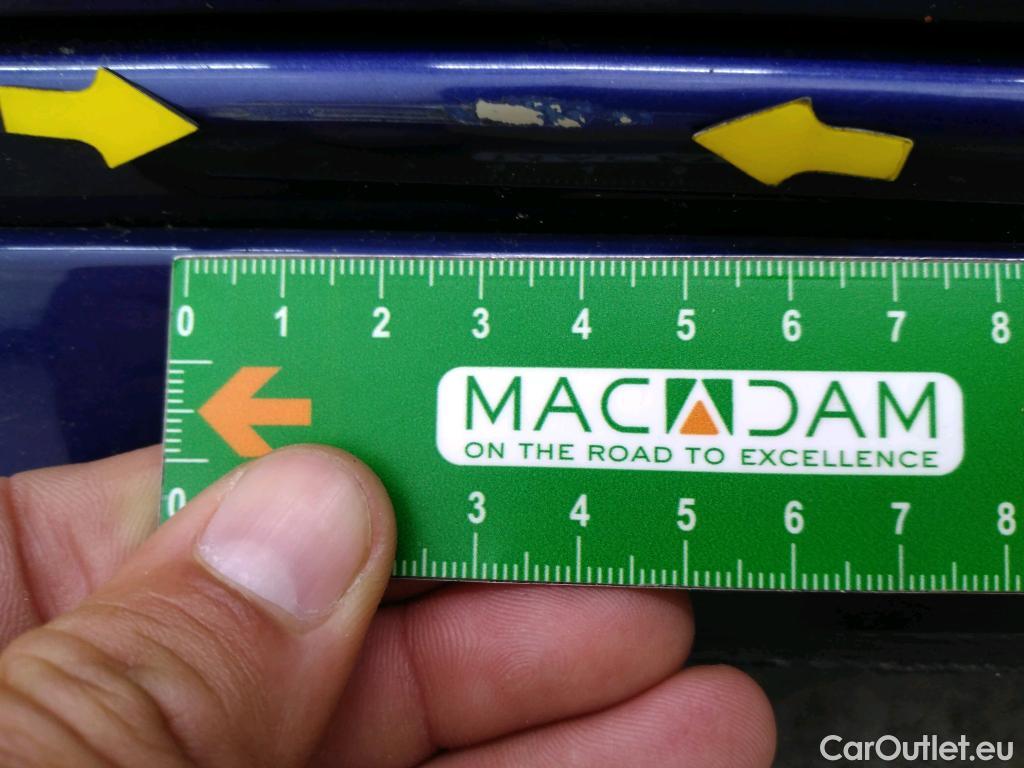 0 1 2 3 4 5 6 7 8
MACADAM
ON THE ROAD TO EXCELLENCE
0 3 4 5 6 7 8
CarOutlet.eu